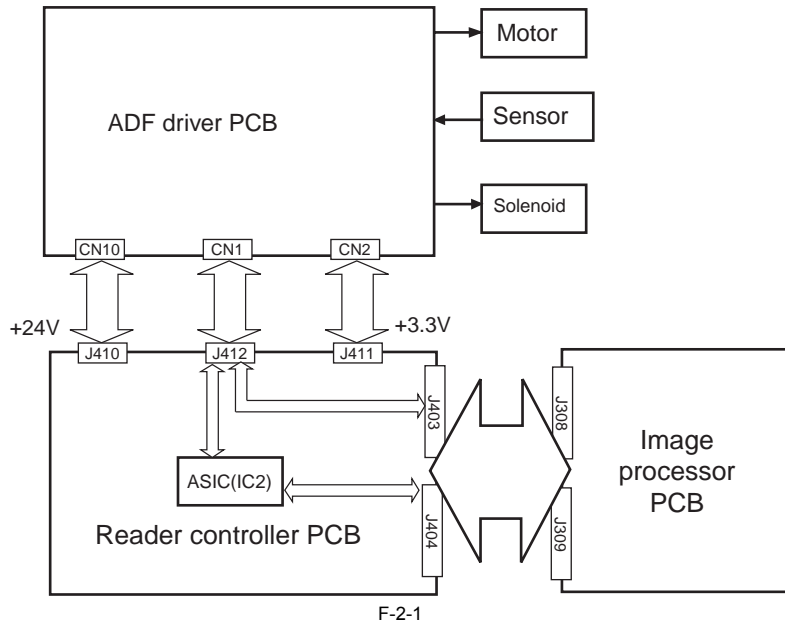 Motor
ADF driver PCB
Sensor
Solenoid
CN10
CN1
CN2
+24V
+3.3V
J410
J412
J411
J403
J308
ASIC(IC2)
Image
processor
PCB
Reader controller PCB
J404
J309
F-2-1